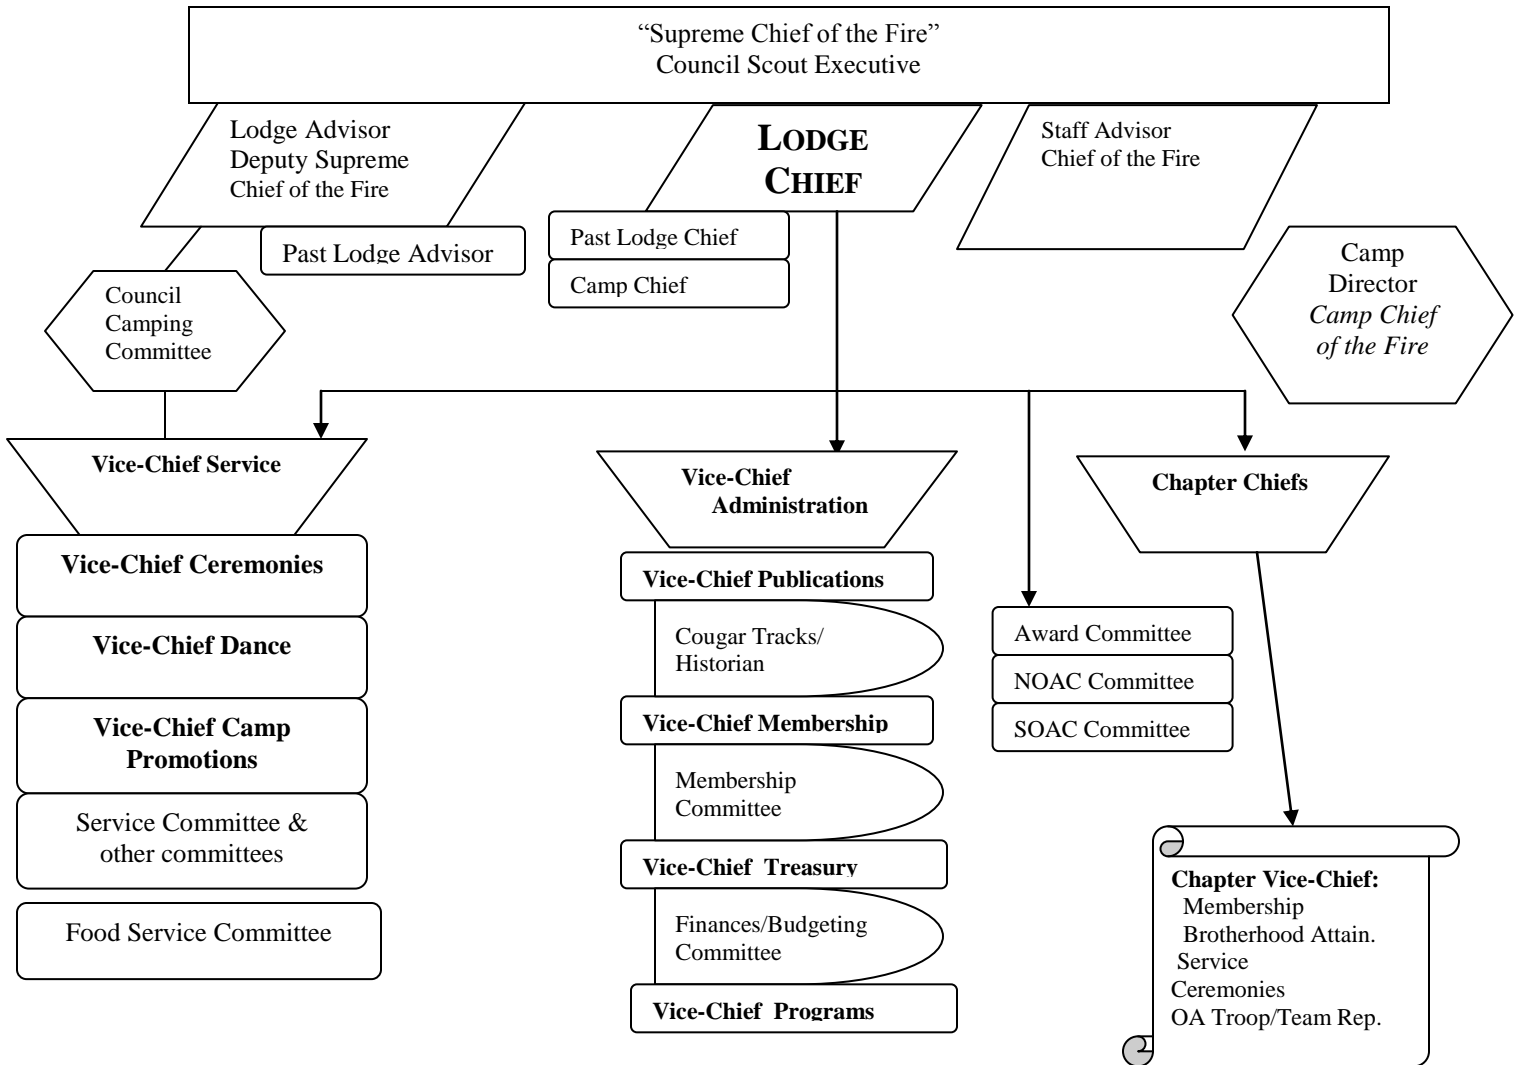 “Supreme Chief of the Fire”
Council Scout Executive
Lodge Advisor
Deputy Supreme
Chief of the Fire
LODGE
CHIEF
Staff Advisor
Chief of the Fire
Past Lodge Advisor
Past Lodge Chief
Camp Chief
Camp
Director
Camp Chief
of the Fire
Council
Camping
Committee
Vice-Chief Service
Vice-Chief Ceremonies
Vice-Chief Dance
Vice-Chief Camp
Promotions
Service Committee &
other committees
Food Service Committee
Vice-Chief
Administration
Vice-Chief Publications
Cougar Tracks/
Historian
Vice-Chief Membership
Membership
Committee
Vice-Chief  Treasury
Finances/Budgeting
Committee
Vice-Chief  Programs
Award Committee
NOAC Committee
SOAC Committee
Chapter Chiefs
Chapter Vice-Chief:
Membership
Brotherhood Attain.
Service
Ceremonies
OA Troop/Team Rep.